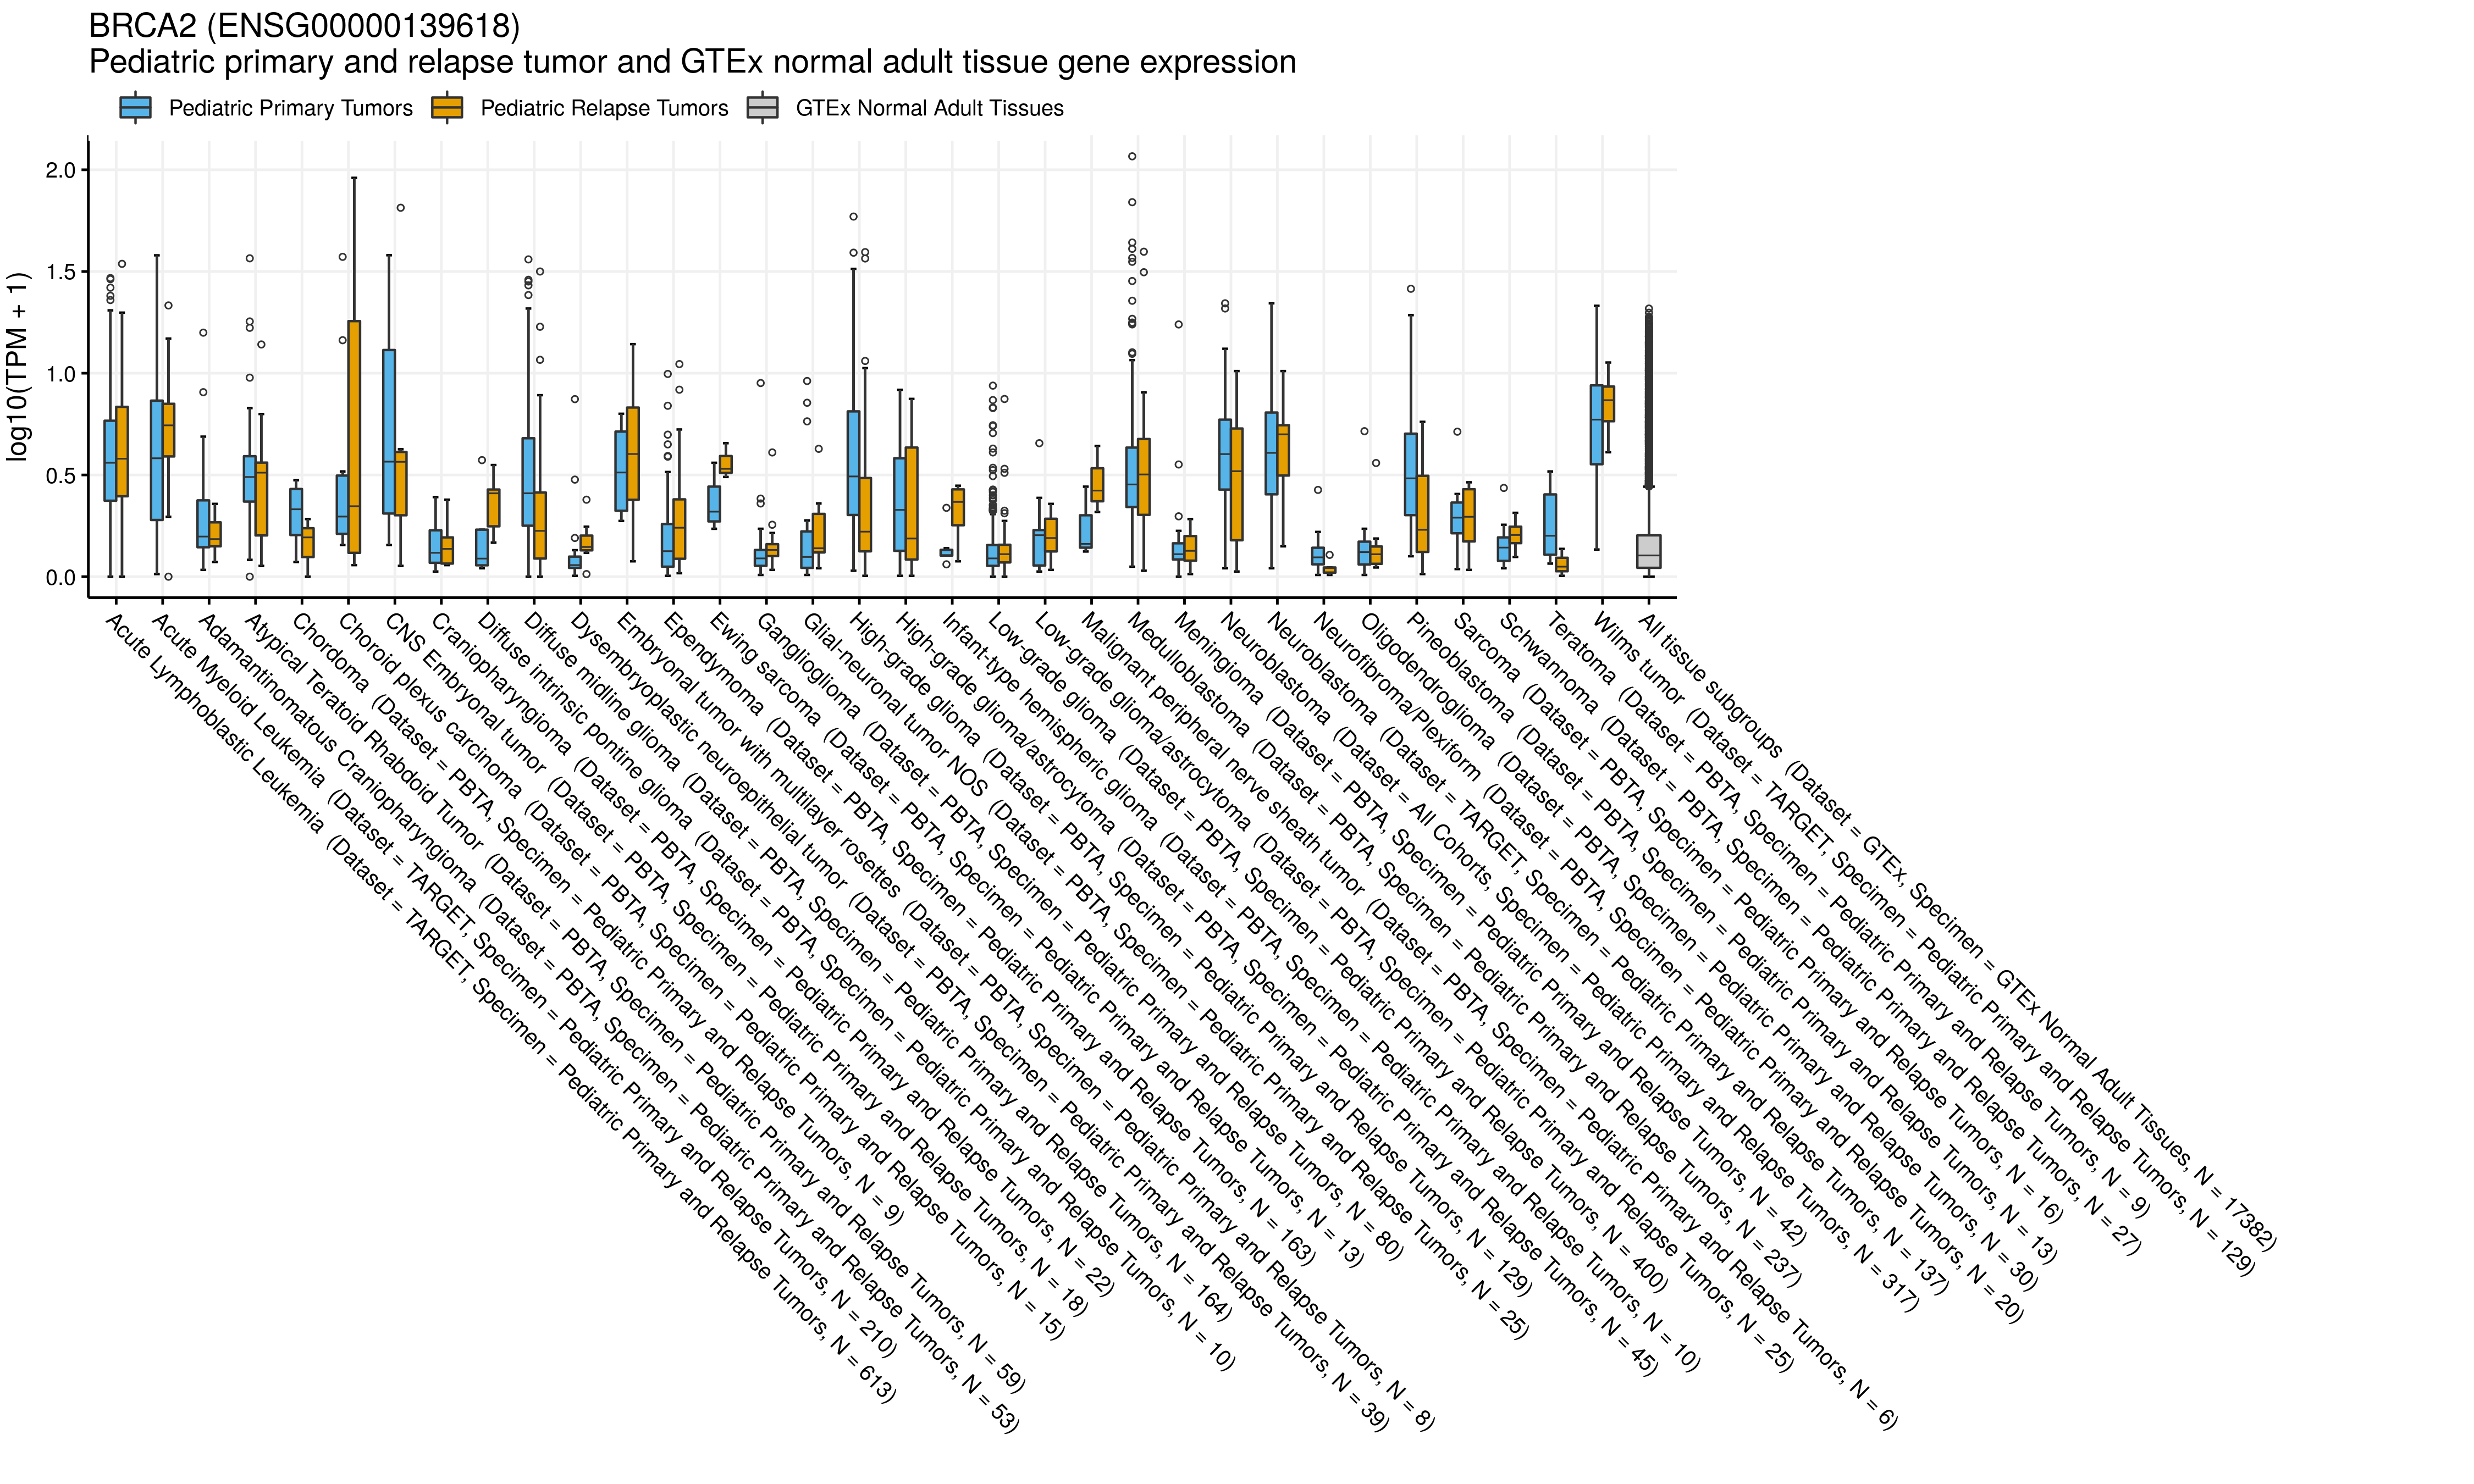 BRCA2 (ENSG00000139618)
Pediatric primary and relapse tumor and GTEx normal adult tissue gene expression
Pediatric Primary Tumors
Pediatric Relapse Tumors
GTEx Normal Adult Tissues
log10(TPM + 1)
2.0
1.5
1.0
0.5
0.0
Acute Lymphoblastic Leukemia (Dataset = TARGET, Specimen = Pediatric Primary and Relapse Tumors, N = 613)
Acute Myeloid Leukemia (Dataset = TARGET, Specimen = Pediatric Primary and Relapse Tumors, N = 210)
Adamantinomatous Craniopharyngioma (Dataset = PBTA, Specimen = Pediatric Primary and Relapse Tumors, N = 53)
Atypical Teratoid Rhabdoid Tumor (Dataset = PBTA, Specimen = Pediatric Primary and Relapse Tumors, N = 59)
Chordoma (Dataset = PBTA, Specimen = Pediatric Primary and Relapse Tumors, N = 9)
Choroid plexus carcinoma (Dataset = PBTA, Specimen = Pediatric Primary and Relapse Tumors, N = 15)
CNS Embryonal tumor (Dataset = PBTA, Specimen = Pediatric Primary and Relapse Tumors, N = 18)
Craniopharyngioma (Dataset = PBTA, Specimen = Pediatric Primary and Relapse Tumors, N = 22)
Diffuse intrinsic pontine glioma (Dataset = PBTA, Specimen = Pediatric Primary and Relapse Tumors, N = 10)
Diffuse midline glioma (Dataset = PBTA, Specimen = Pediatric Primary and Relapse Tumors, N = 164)
Dysembryoplastic neuroepithelial tumor (Dataset = PBTA, Specimen = Pediatric Primary and Relapse Tumors, N = 39)
Embryonal tumor with multilayer rosettes (Dataset = PBTA, Specimen = Pediatric Primary and Relapse Tumors, N = 8)
Ependymoma (Dataset = PBTA, Specimen = Pediatric Primary and Relapse Tumors, N = 163)
Ewing sarcoma (Dataset = PBTA, Specimen = Pediatric Primary and Relapse Tumors, N = 13)
Ganglioglioma (Dataset = PBTA, Specimen = Pediatric Primary and Relapse Tumors, N = 80)
Glial-neuronal tumor NOS (Dataset = PBTA, Specimen = Pediatric Primary and Relapse Tumors, N = 25)
High-grade glioma (Dataset = PBTA, Specimen = Pediatric Primary and Relapse Tumors, N = 129)
High-grade glioma/astrocytoma (Dataset = PBTA, Specimen = Pediatric Primary and Relapse Tumors, N = 45)
Infant-type hemispheric glioma (Dataset = PBTA, Specimen = Pediatric Primary and Relapse Tumors, N = 10)
Low-grade glioma (Dataset = PBTA, Specimen = Pediatric Primary and Relapse Tumors, N = 400)
Low-grade glioma/astrocytoma (Dataset = PBTA, Specimen = Pediatric Primary and Relapse Tumors, N = 25)
Malignant peripheral nerve sheath tumor (Dataset = PBTA, Specimen = Pediatric Primary and Relapse Tumors, N = 6)
Medulloblastoma (Dataset = PBTA, Specimen = Pediatric Primary and Relapse Tumors, N = 237)
Meningioma (Dataset = PBTA, Specimen = Pediatric Primary and Relapse Tumors, N = 42)
Neuroblastoma (Dataset = All Cohorts, Specimen = Pediatric Primary and Relapse Tumors, N = 317)
Neuroblastoma (Dataset = TARGET, Specimen = Pediatric Primary and Relapse Tumors, N = 137)
Neurofibroma/Plexiform (Dataset = PBTA, Specimen = Pediatric Primary and Relapse Tumors, N = 20)
Oligodendroglioma (Dataset = PBTA, Specimen = Pediatric Primary and Relapse Tumors, N = 30)
Pineoblastoma (Dataset = PBTA, Specimen = Pediatric Primary and Relapse Tumors, N = 13)
Sarcoma (Dataset = PBTA, Specimen = Pediatric Primary and Relapse Tumors, N = 16)
Schwannoma (Dataset = PBTA, Specimen = Pediatric Primary and Relapse Tumors, N = 27)
Teratoma (Dataset = PBTA, Specimen = Pediatric Primary and Relapse Tumors, N = 9)
Wilms tumor (Dataset = TARGET, Specimen = Pediatric Primary and Relapse Tumors, N = 129)
All tissue subgroups (Dataset = GTEx, Specimen = GTEx Normal Adult Tissues, N = 17382)